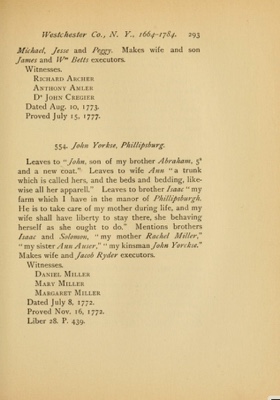 Westchester Co., N. Y., 1664-1784. 293
Michael, Jesse and Peggy. Makes wife and son
James and Wm Betts executors.
Witnesses.
RICHARD ARCHER
ANTHONY AMLER
Dr JOHN CREGIER
Dated Aug. 10, 1773.
Proved July 15, 1777.
554. John Yorkse, Phillipsburg.
Leaves to "John, son of my brother Abraham, 5s
and a new coat." Leaves to wife Ann "a trunk
which is called hers, and the beds and bedding, like-
wise all her apparell." Leaves to brother Isaac "my
farm which I have in the manor of Phillipsburgh.
He is to take care of my mother during life, and my
wife shall have liberty to stay there, she behaving
herself as she ought to do." Mentions brothers
Isaac and Solomon, "my mother Rachel Miller,"
"my sister Ann Auser," "my kinsman John Yorckse."
Makes wife and Jacob Ryder executors.
Witnesses.
DANIEL MILLER
MARY MILLER
MARGARET MILLER
Dated July 8, 1772.
Proved Nov. 16, 1772.
Liber 28. P. 439.